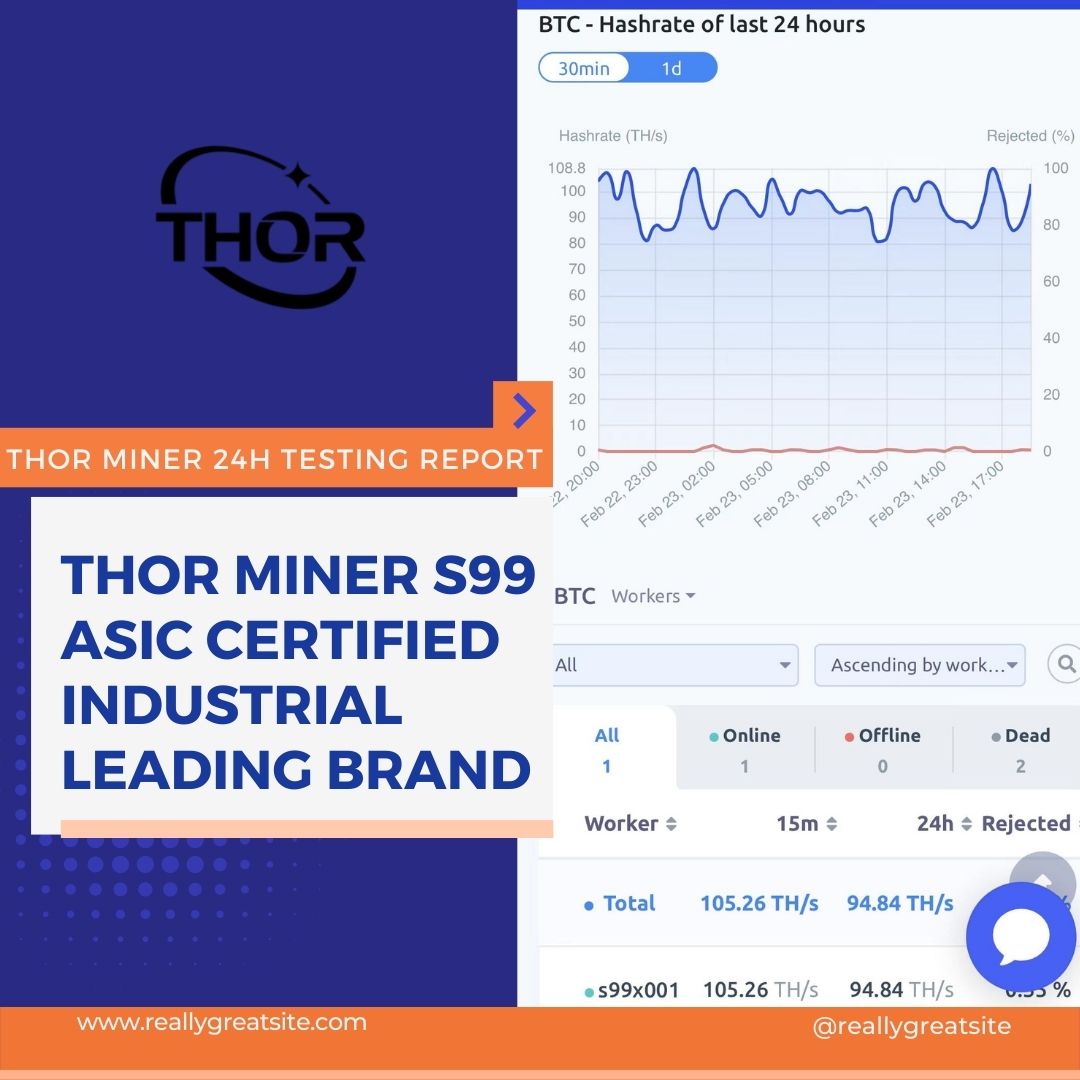 THOR
THOR MINER 24H TESTING REPORT
THOR MINER S99
ASIC CERTIFIED
INDUSTRIAL
LEADING BRAND
www.reallygreatsite.com
@reallygreatsite
BTC - Hashrate of last 24 hours
30min 1d
Hashrate (TH/s) Rejected (%)
108.8
100
90
80
70
60
50
40
30
20
10
0
100
80
60
40
20
0
22, 20:00
Feb 22, 23:00
Feb 23, 02:00
Feb 23, 05:00
Feb 23, 08:00
Feb 23, 11:00
Feb 23, 14:00
Feb 23, 17:00
BTC Workers
All Ascending by work...
All Online Offline Dead
1 1 0 2
Worker 15m 24h Rejected
Total 105.26 TH/s 94.84 TH/s %
s99x001 105.26 TH/s 94.84 TH/s %